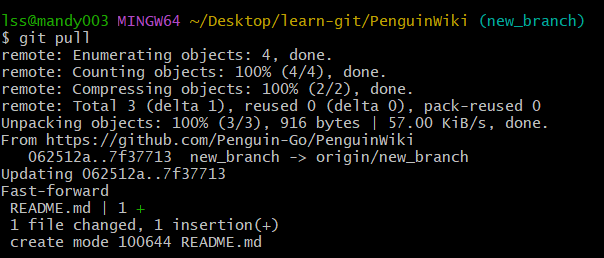 lss@mandy003 MINGW64 ~/Desktop/learn-git/PenguinWiki (new_branch)
$ git pull
remote: Enumerating objects: 4, done.
remote: Counting objects: 100% (4/4), done.
remote: Compressing objects: 100% (2/2), done.
remote: Total 3 (delta 1), reused 0 (delta 0), pack-reused 0
Unpacking objects: 100% (3/3), 916 bytes | 57.00 KiB/s, done.
From https://github.com/Penguin-Go/PenguinWiki
   062512a..7f37713  new_branch -> origin/new_branch
Updating 062512a..7f37713
Fast-forward
 README.md | 1 +
 1 file changed, 1 insertion(+)
 create mode 100644 README.md